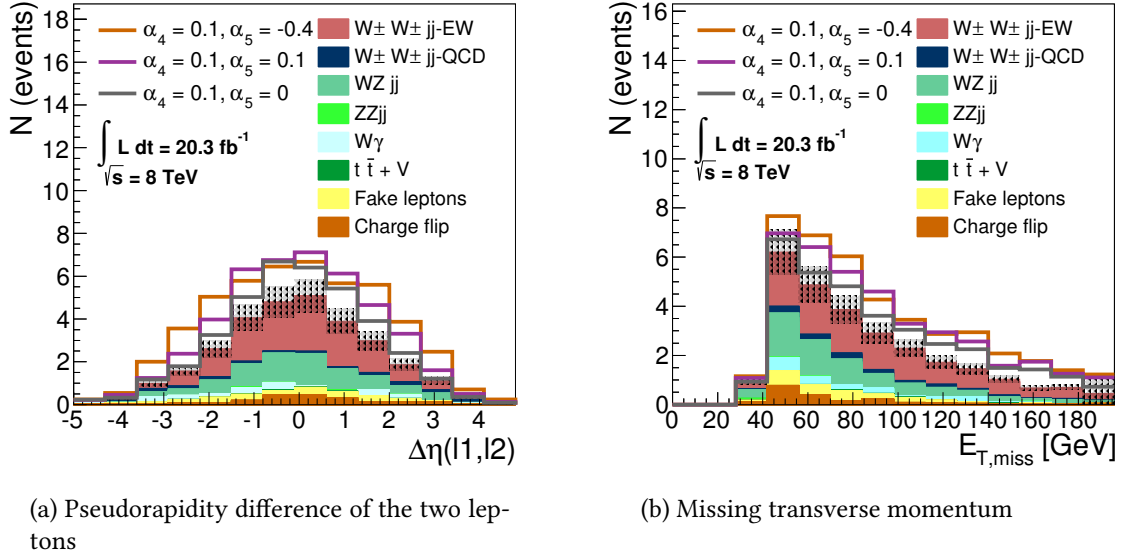 N (events)
18
16
14
12
10
8
6
4
2
0
α4 = 0.1, α5 = -0.4
α4 = 0.1, α5 = 0.1
α4 = 0.1, α5 = 0
∫ L dt = 20.3 fb-1
√s = 8 TeV
W± W± jj-EW
W± W± jj-QCD
WZ jj
ZZjj
Wγ
t t̄ + V
Fake leptons
Charge flip
-5 -4 -3 -2 -1 0 1 2 3 4
Δη(l1,l2)
(a) Pseudorapidity difference of the two lep-
tons
N (events)
16
14
12
10
8
6
4
2
0
α4 = 0.1, α5 = -0.4
α4 = 0.1, α5 = 0.1
α4 = 0.1, α5 = 0
∫ L dt = 20.3 fb-1
√s = 8 TeV
W± W± jj-EW
W± W± jj-QCD
WZ jj
ZZjj
Wγ
t t̄ + V
Fake leptons
Charge flip
0 20 40 60 80 100 120 140 160 180
ET,miss [GeV]
(b) Missing transverse momentum